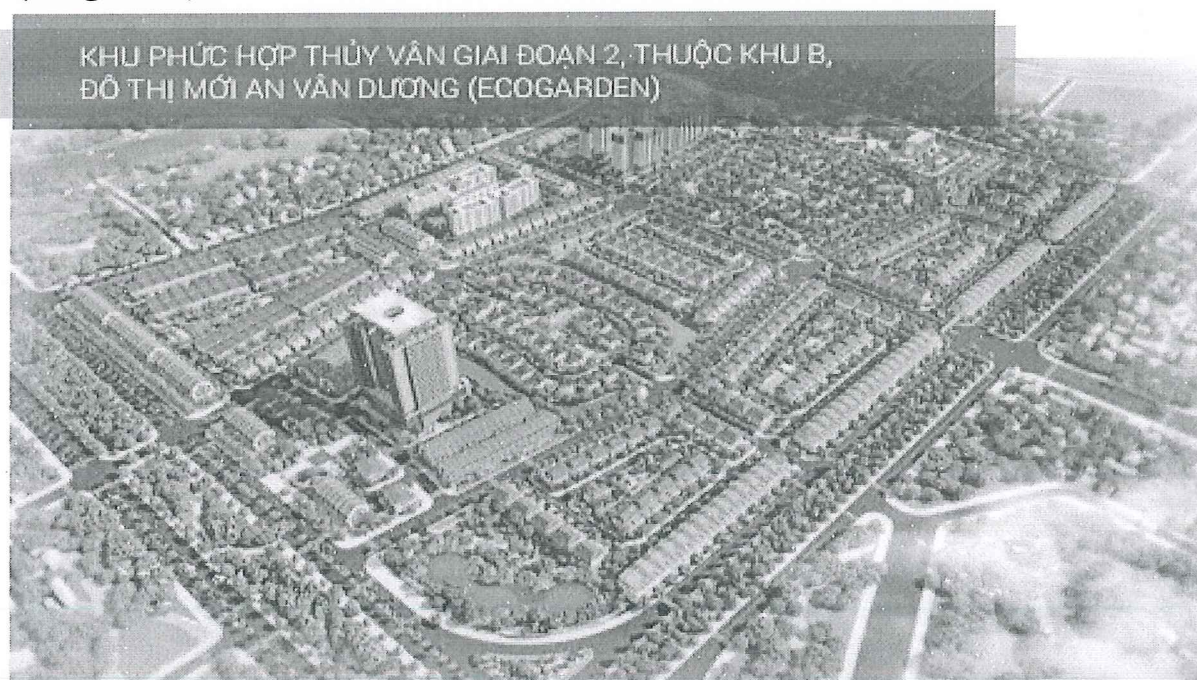 KHU PHỨC HỢP THỦY VÂN GIAI ĐOẠN 2, THUỘC KHU B,
ĐÔ THỊ MỚI AN VÂN DƯƠNG (ECOGARDEN)